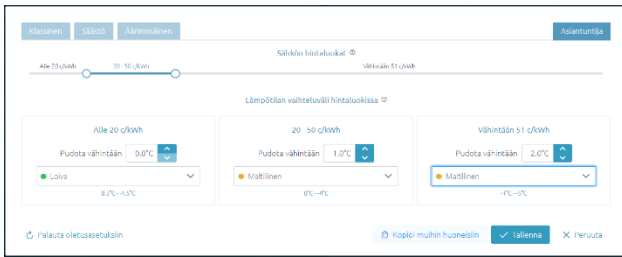 Klassinen Säästö Äärimmäinen Asiantuntija
Sähkön hintaluokat
Alle 20 c/kWh 20 - 50 c/kWh Vähintään 51 c/kWh
Lämpötilan vaihteluväli hintaluokissa
Alle 20 c/kWh 20 - 50 c/kWh Vähintään 51 c/kWh
Pudota vähintään 0.0°C Pudota vähintään 1.0°C Pudota vähintään 2.0°C
Loiva Maltillinen Maltillinen
0°C--4°C -1°C--5°C
Palauta oletusasetuksiin Kopioi muihin huoneisiin Tallenna Peruuta